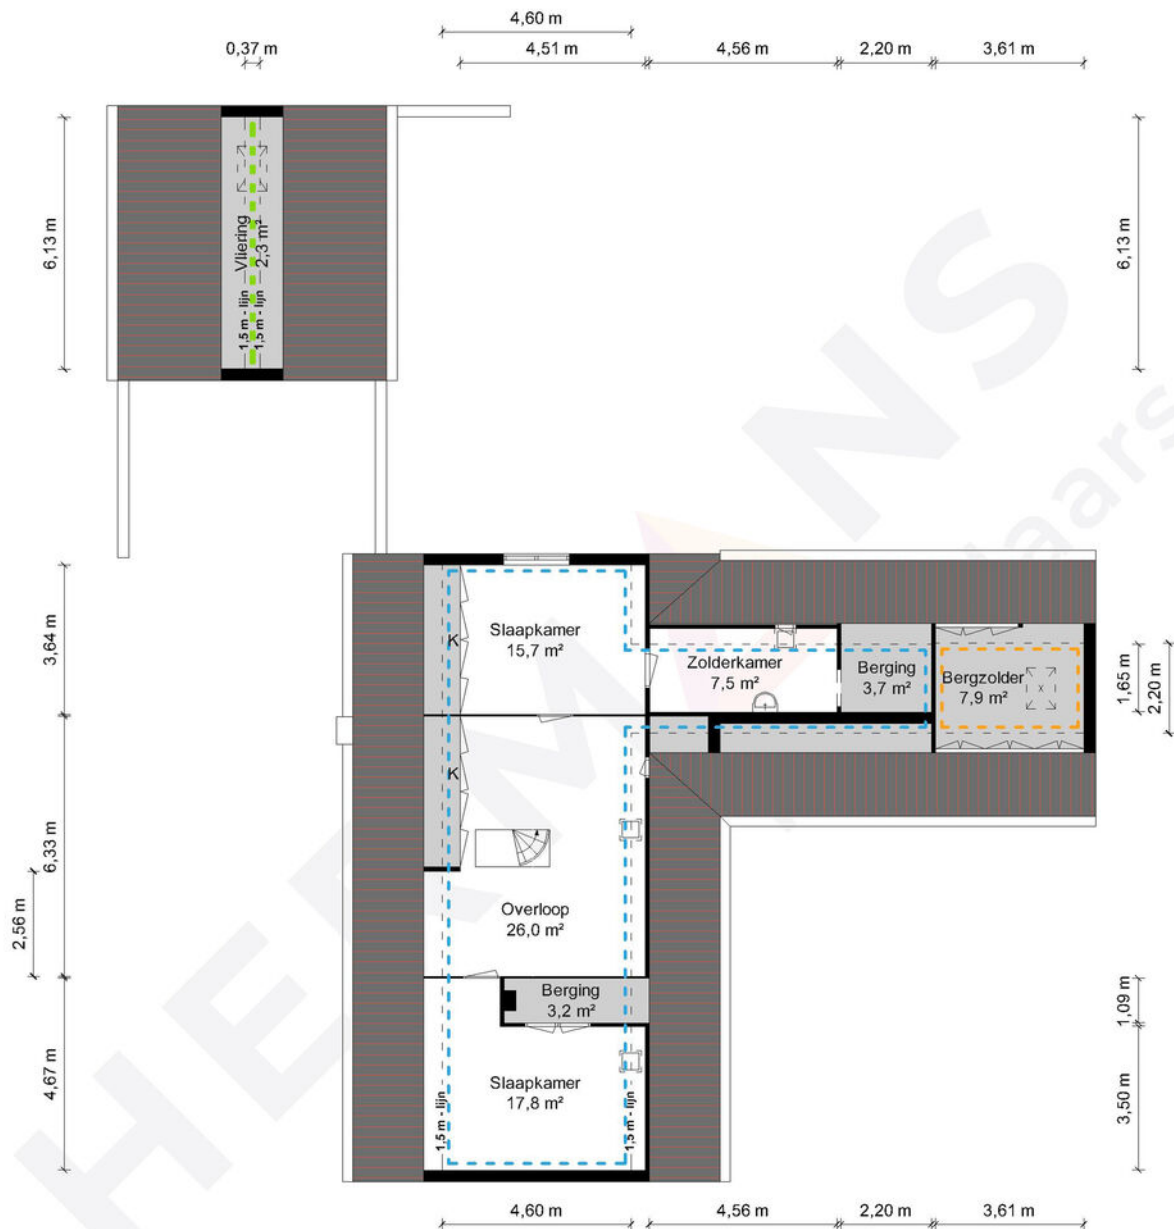 4,60 m
0,37 m
4,51 m
4,56 m
2,20 m
3,61 m
6,13 m
Vliering
2,3 m²
1,5 m - lijn
1,5 m - lijn
6,13 m
HERMANS
laars
3,64 m
K
Slaapkamer
15,7 m²
Zolderkamer
7,5 m²
Berging
3,7 m²
Bergzolder
7,9 m²
x
1,65 m
2,20 m
6,33 m
2,56 m
K
Overloop
26,0 m²
Berging
3,2 m²
1,09 m
4,67 m
Slaapkamer
17,8 m²
1,5 m - lijn
1,5 m - lijn
3,50 m
4,60 m
4,56 m
2,20 m
3,61 m